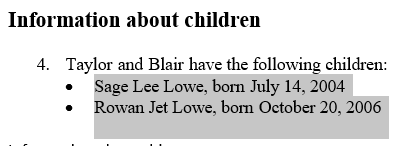 Information about children
4. Taylor and Blair have the following children:
• Sage Lee Lowe, born July 14, 2004
• Rowan Jet Lowe, born October 20, 2006